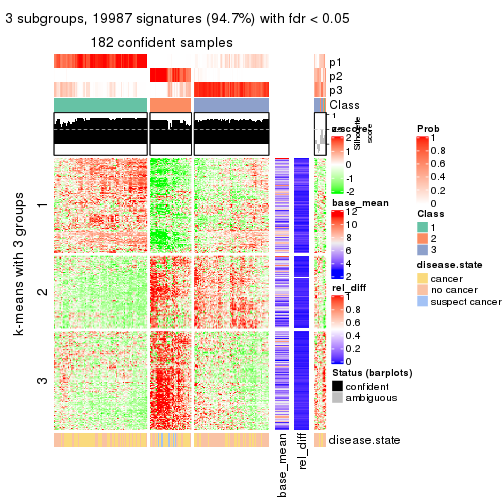 3 subgroups, 19987 signatures (94.7%) with fdr < 0.05
182 confident samples
p1
p2
p3
Class
1
Silhouette
score
k-means with 3 groups
1
2
3
base_mean
rel_diff
disease.state
z-score
2
1
0
-1
-2
base_mean
12
10
8
6
4
2
rel_diff
1
0.8
0.6
0.4
0.2
0
Status (barplots)
confident
ambiguous
Prob
1
0.8
0.6
0.4
0.2
0
Class
1
2
3
disease.state
cancer
no cancer
suspect cancer